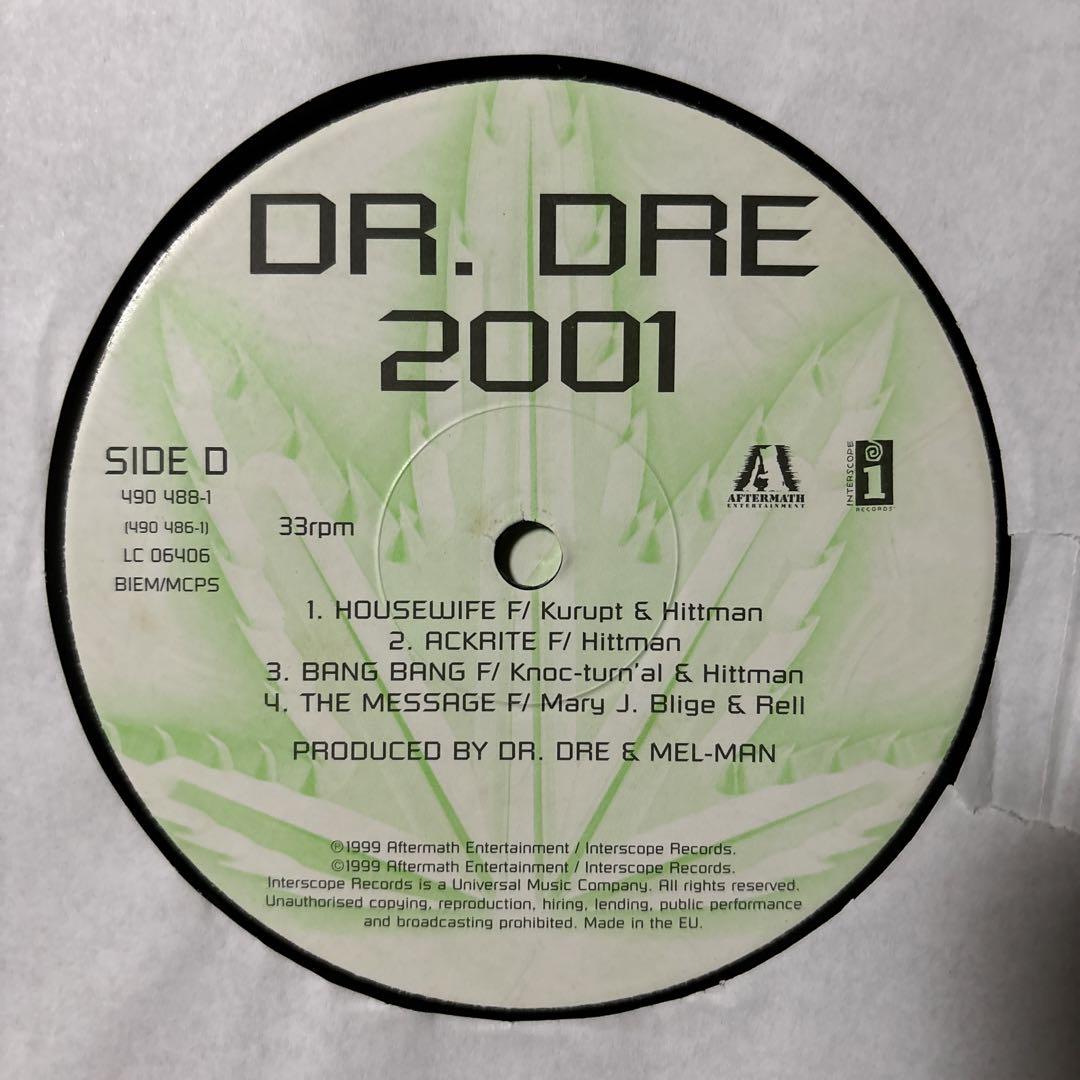 DR. DRE
2001
SIDE D
490 488-1
(490 486-1)
LC 06406
BIEM/MCPS
33rpm
AFTERMATH
ENTERTAINMENT
INTERSCOPE
i
RECORDS
1. HOUSEWIFE F/ Kurupt & Hittman
2. ACKRITE F/ Hittman
3. BANG BANG F/ Knoc-turn'al & Hittman
4. THE MESSAGE F/ Mary J. Blige & Rell
PRODUCED BY DR. DRE & MEL-MAN
℗1999 Aftermath Entertainment / Interscope Records.
©1999 Aftermath Entertainment / Interscope Records.
Interscope Records is a Universal Music Company. All rights reserved.
Unauthorised copying, reproduction, hiring, lending, public performance
and broadcasting prohibited. Made in the EU.